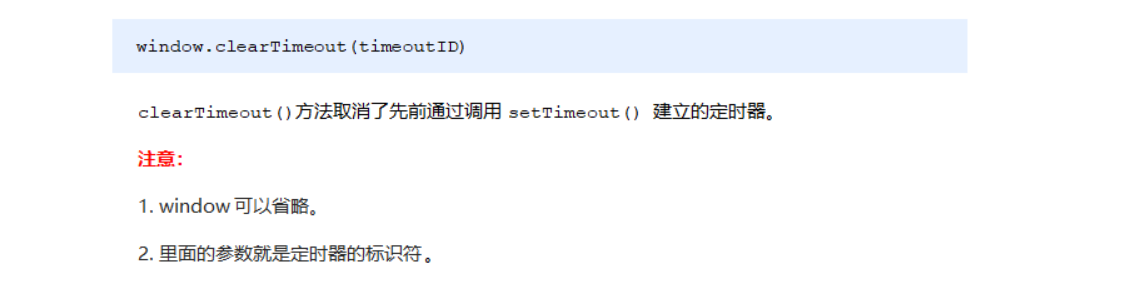 window.clearTimeout(timeoutID)
clearTimeout()方法取消了先前通过调用 setTimeout() 建立的定时器。
注意：
1. window 可以省略。
2. 里面的参数就是定时器的标识符 。